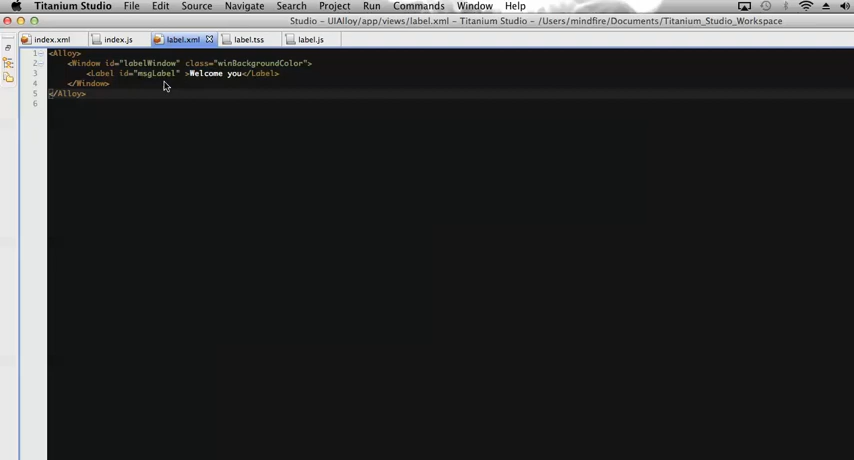 Titanium Studio File Edit Source Navigate Search Project Run Commands Window Help
Studio - UIAlloy/app/views/label.xml - Titanium Studio - /Users/mindfire/Documents/Titanium_Studio_Workspace
index.xml index.js label.xml label.tss label.js
1 <Alloy>
2 <Window id="labelWindow" class="winBackgroundColor">
3 <Label id="msgLabel" >Welcome you</Label>
4 </Window>
5 </Alloy>
6